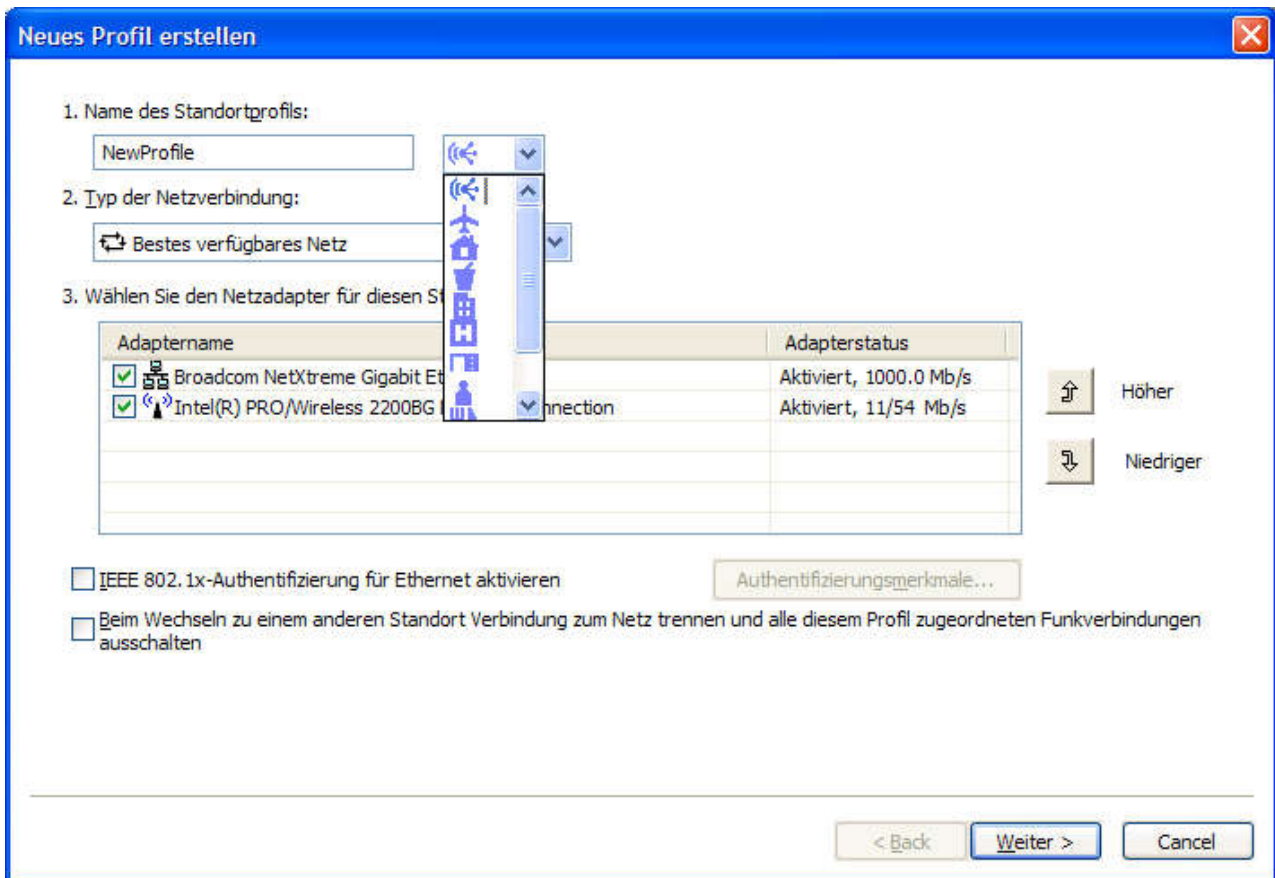 Neues Profil erstellen
1. Name des Standortprofils:
NewProfile
2. Typ der Netzverbindung:
Bestes verfügbares Netz
3. Wählen Sie den Netzadapter für diesen
Adaptername Adapterstatus
Broadcom NetXtreme Gigabit Aktiviert, 1000.0 Mb/s
Intel(R) PRO/Wireless 2200BG Aktiviert, 11/54 Mb/s
Höher
Niedriger
IEEE 802.1x-Authentifizierung für Ethernet aktivieren
Authentifizierungsmerkmale...
Beim Wechseln zu einem anderen Standort Verbindung zum Netz trennen und alle diesem Profil zugeordneten Funkverbindungen
ausschalten
< Back
Weiter >
Cancel